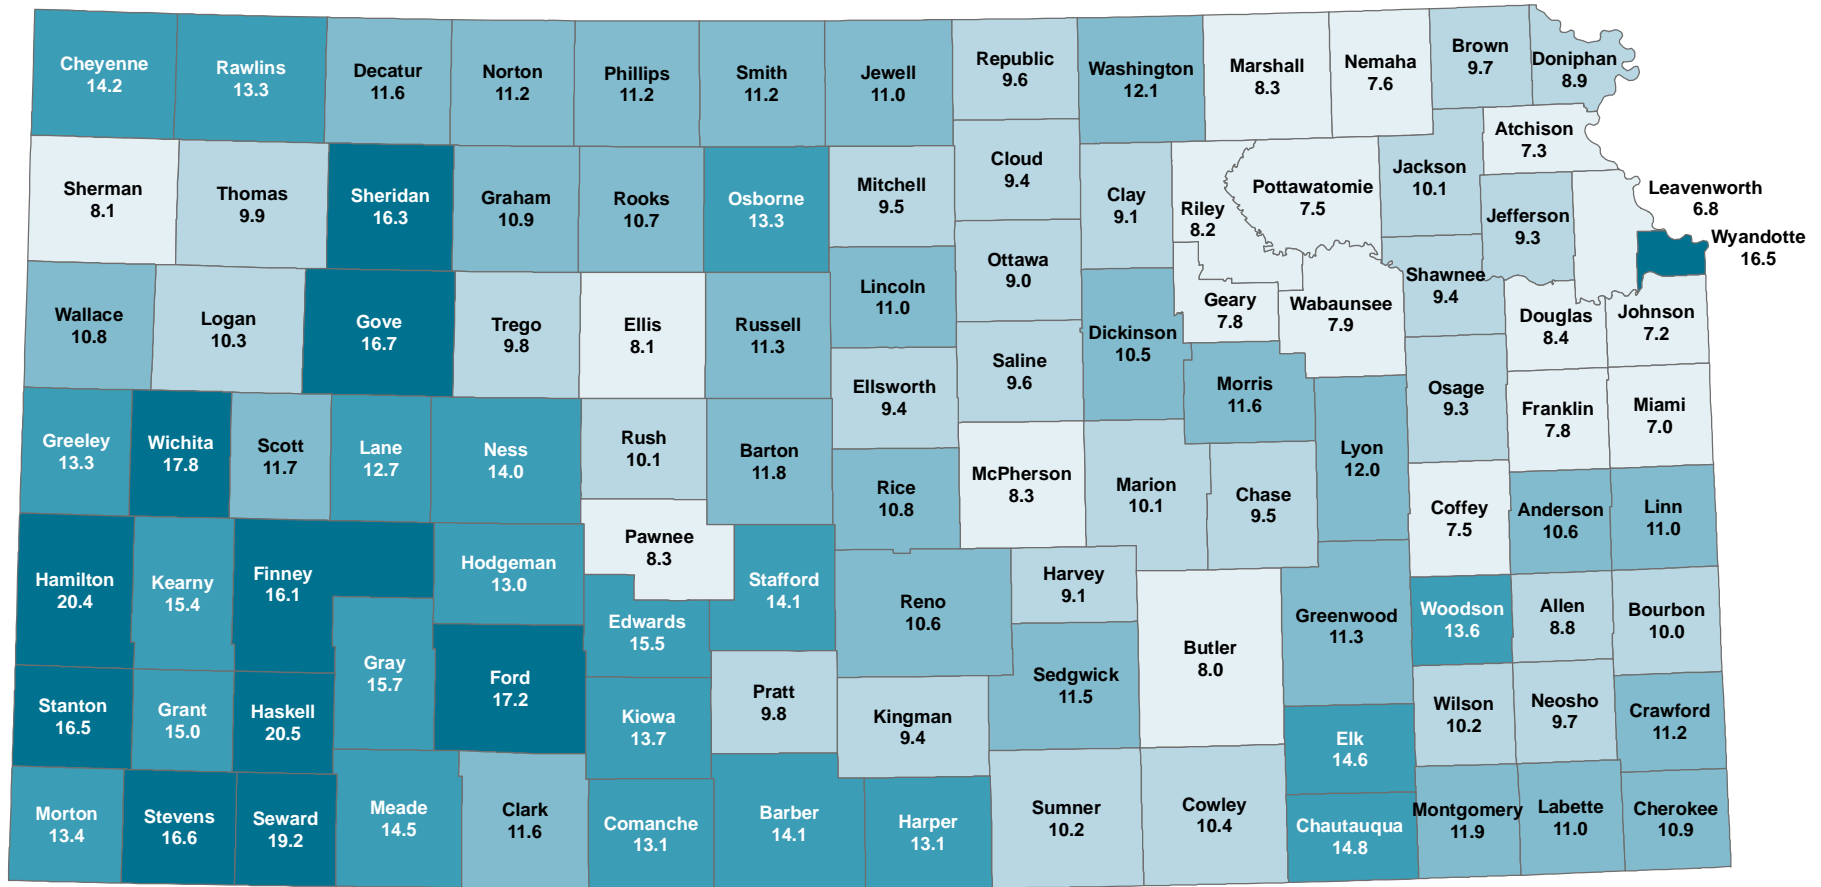 Cheyenne
14.2
Rawlins
13.3
Decatur
11.6
Norton
11.2
Phillips
11.2
Smith
11.2
Jewell
11.0
Republic
9.6
Washington
12.1
Marshall
8.3
Nemaha
7.6
Brown
9.7
Doniphan
8.9
Sherman
8.1
Thomas
9.9
Sheridan
16.3
Graham
10.9
Rooks
10.7
Osborne
13.3
Mitchell
9.5
Cloud
9.4
Clay
9.1
Riley
8.2
Pottawatomie
7.5
Jackson
10.1
Atchison
7.3
Jefferson
9.3
Leavenworth
6.8
Wyandotte
16.5
Wallace
10.8
Logan
10.3
Gove
16.7
Trego
9.8
Ellis
8.1
Russell
11.3
Lincoln
11.0
Ottawa
9.0
Dickinson
10.5
Geary
7.8
Wabaunsee
7.9
Shawnee
9.4
Douglas
8.4
Johnson
7.2
Ellsworth
9.4
Saline
9.6
Morris
11.6
Osage
9.3
Franklin
7.8
Miami
7.0
Greeley
13.3
Wichita
17.8
Scott
11.7
Lane
12.7
Ness
14.0
Rush
10.1
Barton
11.8
Rice
10.8
McPherson
8.3
Marion
10.1
Chase
9.5
Lyon
12.0
Coffey
7.5
Anderson
10.6
Linn
11.0
Hamilton
20.4
Kearny
15.4
Finney
16.1
Hodgeman
13.0
Pawnee
8.3
Stafford
14.1
Edwards
15.5
Reno
10.6
Harvey
9.1
Butler
8.0
Greenwood
11.3
Woodson
13.6
Allen
8.8
Bourbon
10.0
Stanton
16.5
Grant
15.0
Haskell
20.5
Gray
15.7
Ford
17.2
Kiowa
13.7
Pratt
9.8
Kingman
9.4
Sedgwick
11.5
Elk
14.6
Wilson
10.2
Neosho
9.7
Crawford
11.2
Morton
13.4
Stevens
16.6
Seward
19.2
Meade
14.5
Clark
11.6
Comanche
13.1
Barber
14.1
Harper
13.1
Sumner
10.2
Cowley
10.4
Chautauqua
14.8
Montgomery
11.9
Labette
11.0
Cherokee
10.9